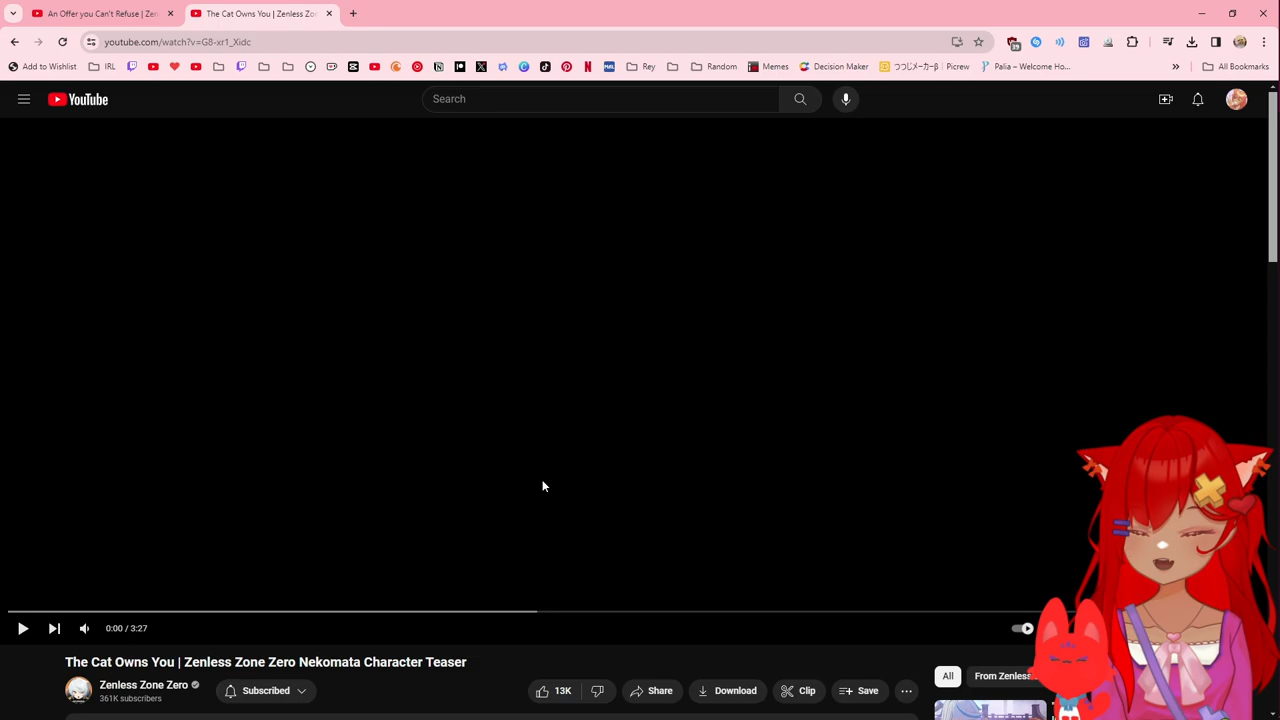 An Offer you Can't Refuse | Zen
The Cat Owns You | Zenless Zon
youtube.com/watch?v=G8-xr1_Xidc
19
Add to Wishlist
IRL
MAL
Rey
Random
Memes
Decision Maker
つつじメーカーβ｜Picrew
Palia – Welcome Ho...
»
All Bookmarks
YouTube
Search
0:00 / 3:27
The Cat Owns You | Zenless Zone Zero Nekomata Character Teaser
Zenless Zone Zero
361K subscribers
Subscribed
13K
Share
Download
Clip
Save
All
From Zenless